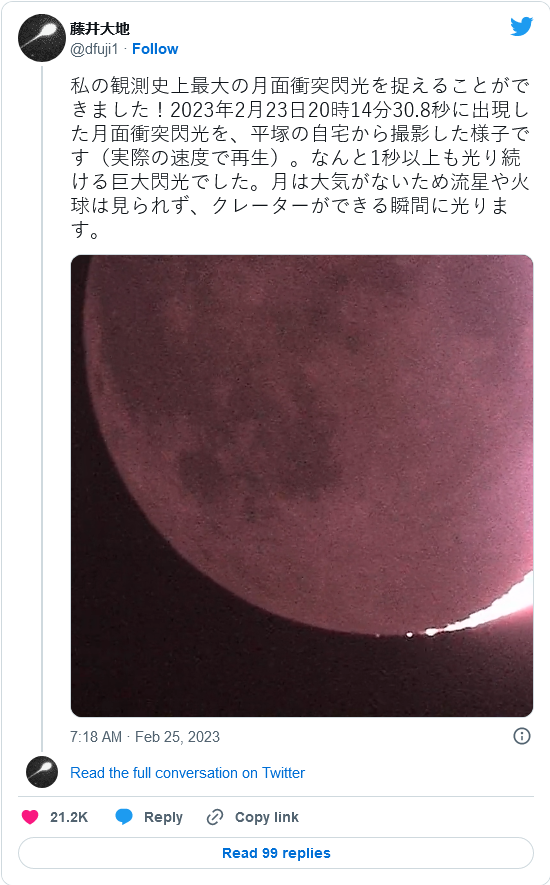 藤井大地
@dfuji1 · Follow
私の観測史上最大の月面衝突閃光を捉えることがで
きました！2023年2月23日20時14分30.8秒に出現し
た月面衝突閃光を、平塚の自宅から撮影した様子で
す（実際の速度で再生）。なんと1秒以上も光り続
ける巨大閃光でした。月は大気がないため流星や火
球は見られず、クレーターができる瞬間に光りま
す。
7:18 AM · Feb 25, 2023
Read the full conversation on Twitter
21.2K Reply Copy link
Read 99 replies